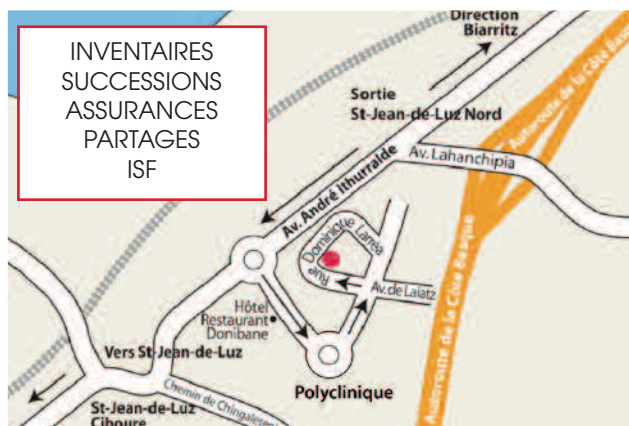 INVENTAIRES
SUCCESSIONS
ASSURANCES
PARTAGES
ISF
Direction
Biarritz
Sortie
St-Jean-de-Luz Nord
Autoroute de la Côte Basque
Av. Lahanchipia
Av. André Ithurralde
Rue Dominique Larréa
Av. de Laiatz
Autoroute de la Côte Basque
Hôtel
Restaurant
Donibane
Vers St-Jean-de-Luz
Polyclinique
Chemin de Chingaletenea
St-Jean-de-Luz
Ciboure